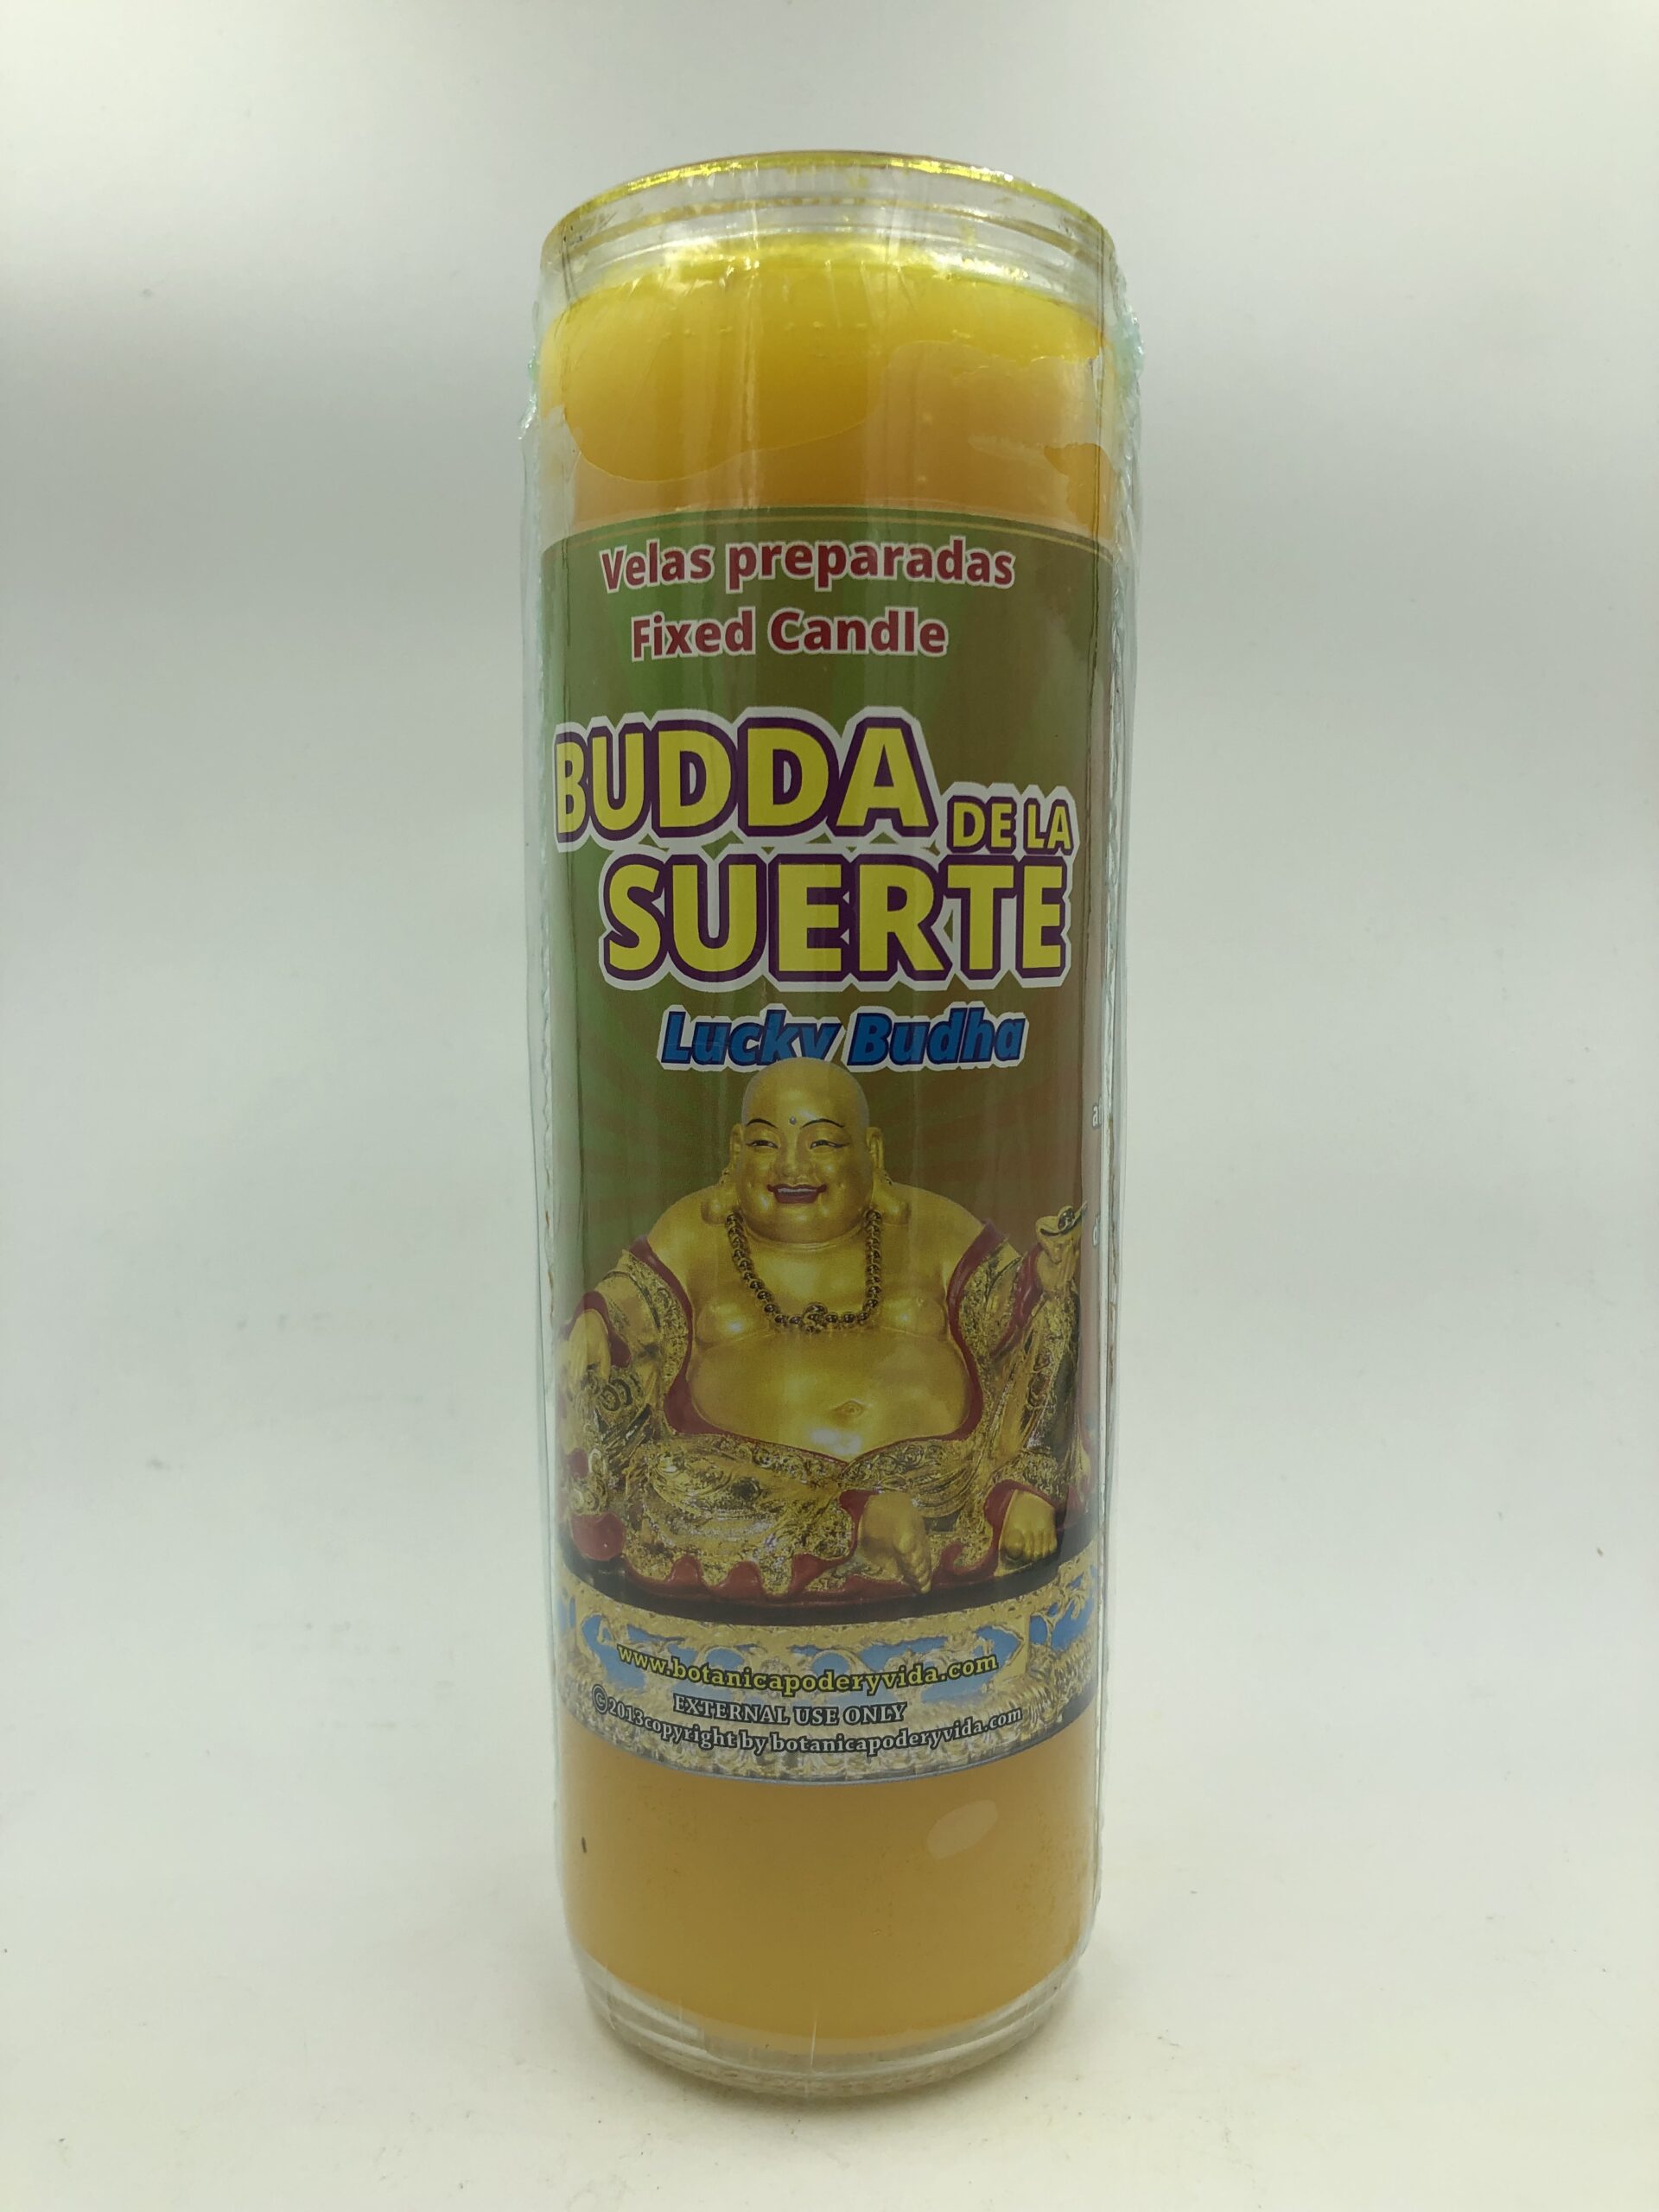 Velas preparadas
Fixed Candle
BUDDA DE LA
SUERTE
Lucky Budha
www.botanicapoderyvida.com
EXTERNAL USE ONLY
©2013copyright by botanicapoderyvida.com